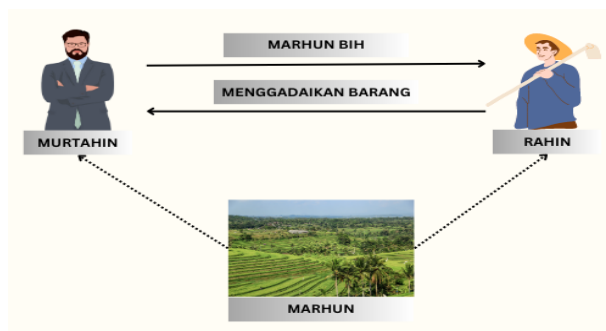 MARHUN BIH
MENGGADAIKAN BARANG
MURTAHIN
RAHIN
MARHUN